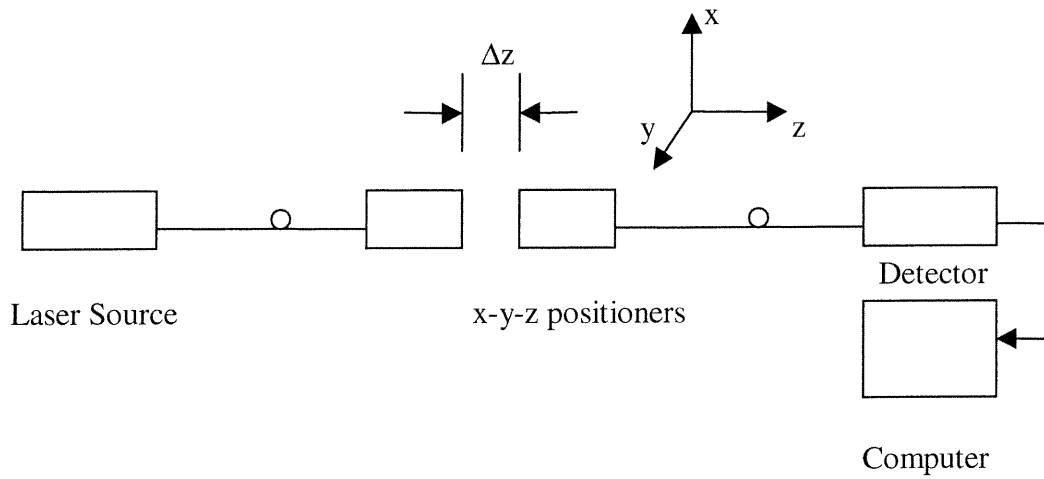 x
Δz
y
z
Detector
Laser Source
x-y-z positioners
Computer